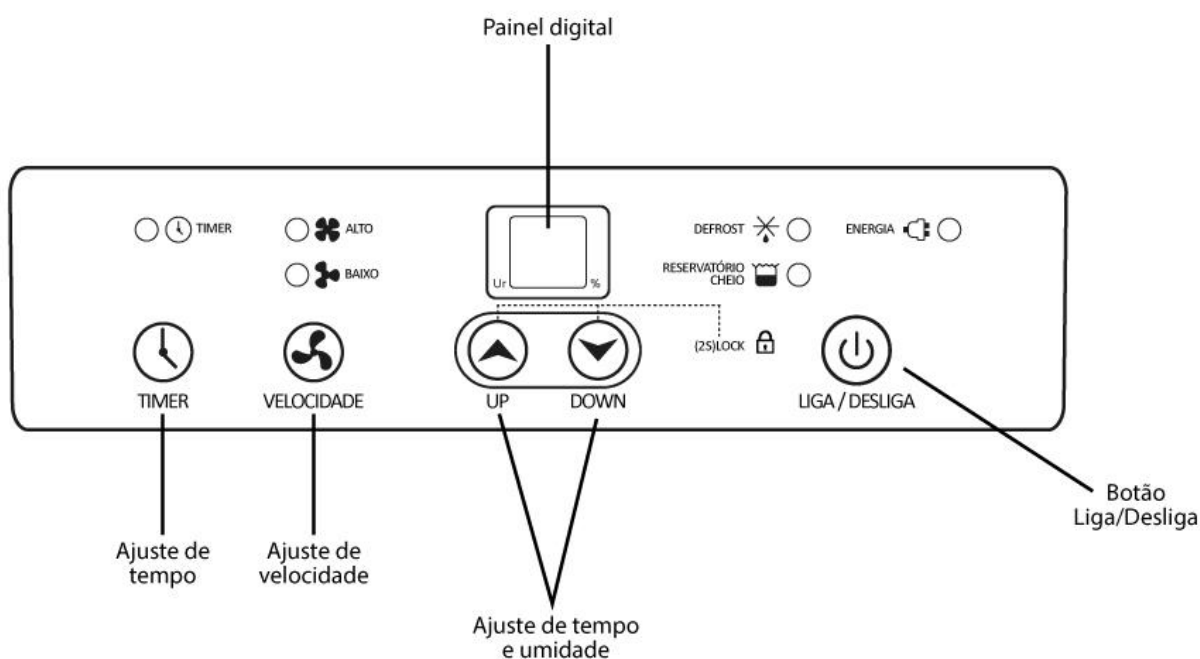 Painel digital
TIMER
ALTO
BAIXO
Ur
%
DEFROST
RESERVATÓRIO
CHEIO
ENERGIA
(2S)LOCK
TIMER
VELOCIDADE
UP
DOWN
LIGA / DESLIGA
Ajuste de
tempo
Ajuste de
velocidade
Ajuste de tempo
e umidade
Botão
Liga/Desliga